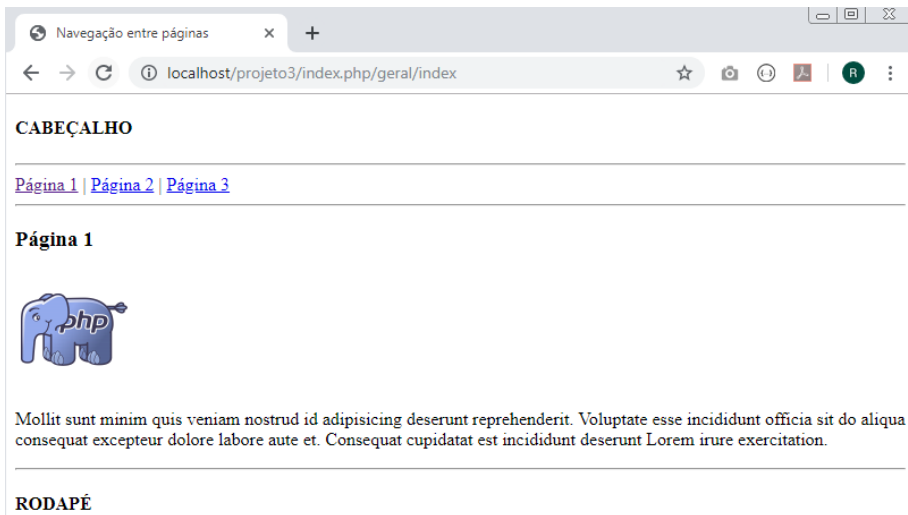 Navegação entre páginas
localhost/projeto3/index.php/geral/index
R
CABEÇALHO
Página 1 | Página 2 | Página 3
Página 1
php
Mollit sunt minim quis veniam nostrud id adipisicing deserunt reprehenderit. Voluptate esse incididunt officia sit do aliqua
consequat excepteur dolore labore aute et. Consequat cupidatat est incididunt deserunt Lorem irure exercitation.
RODAPÉ